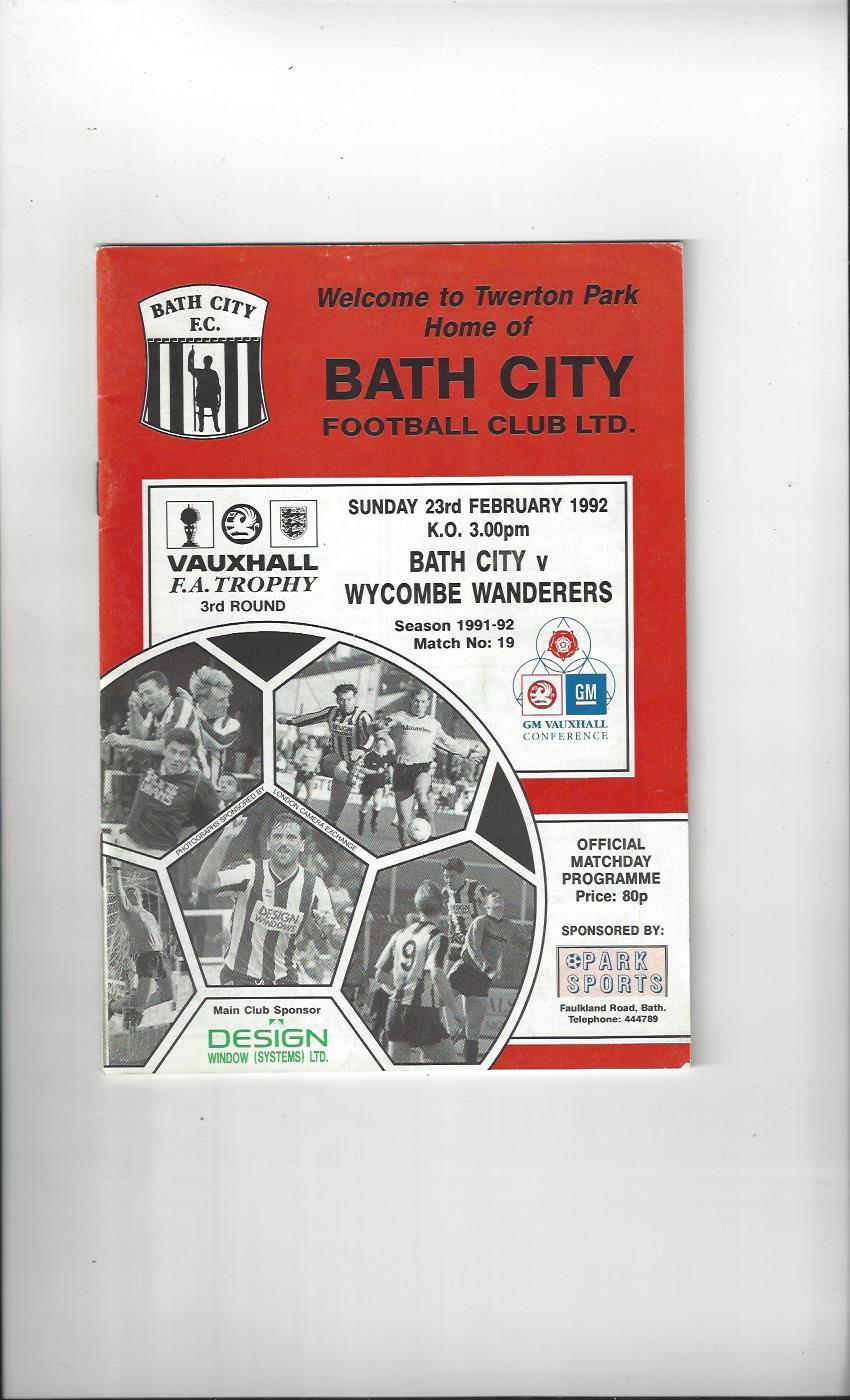 BATH CITY
F.C.
Welcome to Twerton Park
Home of
BATH CITY
FOOTBALL CLUB LTD.
VAUXHALL
F.A. TROPHY
3rd ROUND
SUNDAY 23rd FEBRUARY 1992
K.O. 3.00pm
BATH CITY v
WYCOMBE WANDERERS
Season 1991-92
Match No: 19
GM
GM VAUXHALL
CONFERENCE
PHOTOGRAPHS SPONSORED BY
LONDON CAMERA EXCHANGE
DESIGN
WINDOWS
9
OFFICIAL
MATCHDAY
PROGRAMME
Price: 80p
SPONSORED BY:
PARK
SPORTS
Faulkland Road, Bath.
Telephone: 444789
Main Club Sponsor
DESIGN
WINDOW (SYSTEMS) LTD.